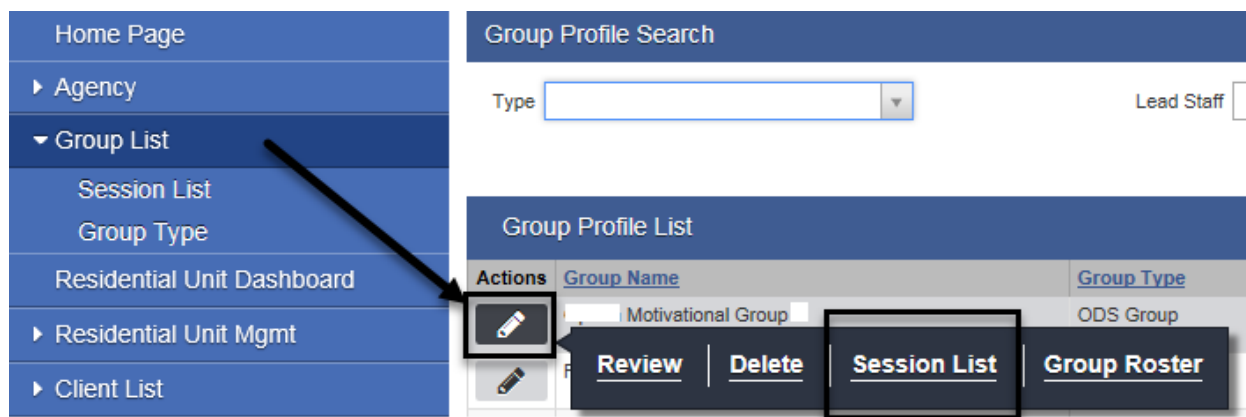 Home Page
Agency
Group List
Session List
Group Type
Residential Unit Dashboard
Residential Unit Mgmt
Client List
Group Profile Search
Type
Lead Staff
Group Profile List
Actions Group Name Group Type
Motivational Group ODS Group
Review Delete Session List Group Roster